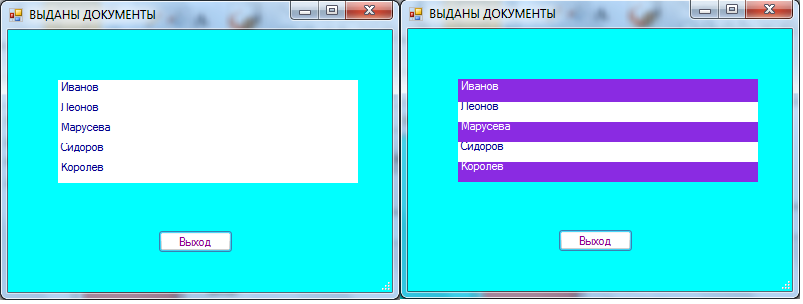 ВЫДАНЫ ДОКУМЕНТЫ
Иванов
Леонов
Марусева
Сидоров
Королев
Выход
ВЫДАНЫ ДОКУМЕНТЫ
Иванов
Леонов
Марусева
Сидоров
Королев
Выход